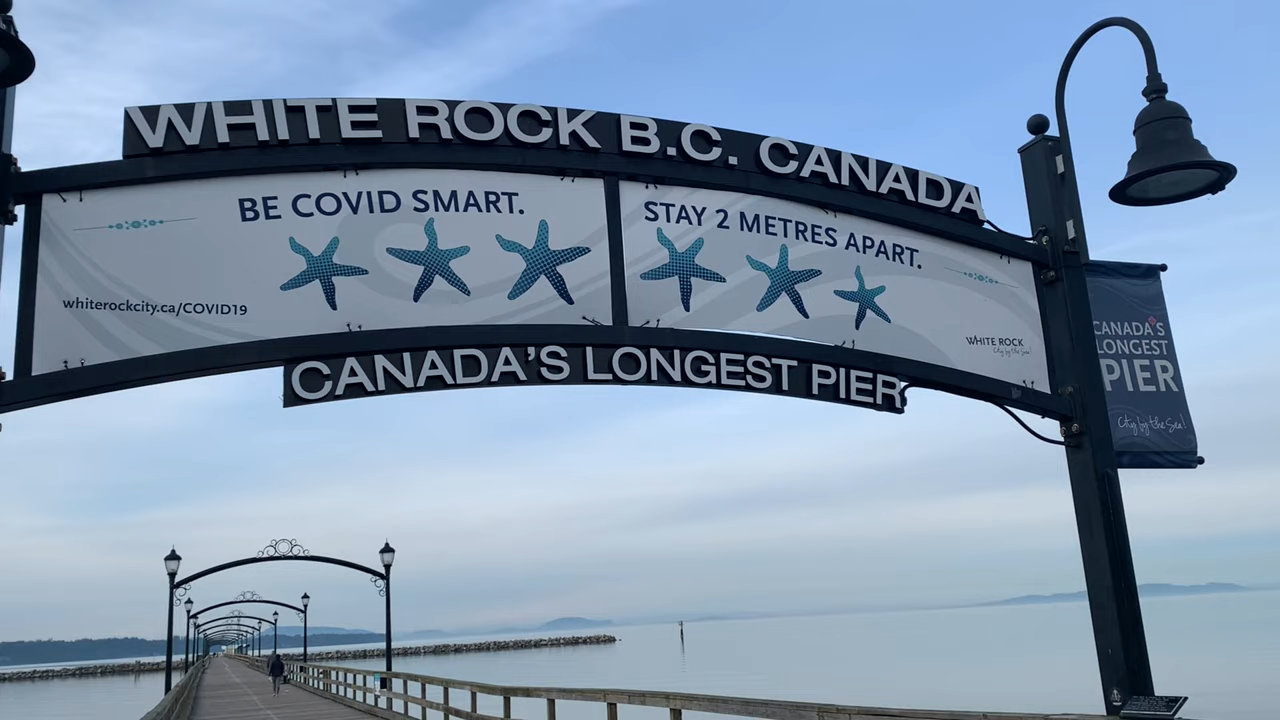 WHITE ROCK B.C. CANADA
BE COVID SMART.
STAY 2 METRES APART.
whiterockcity.ca/COVID19
WHITE ROCK
City by the Sea!
CANADA'S LONGEST PIER
CANADA'S
LONGEST
PIER
City by the Sea!